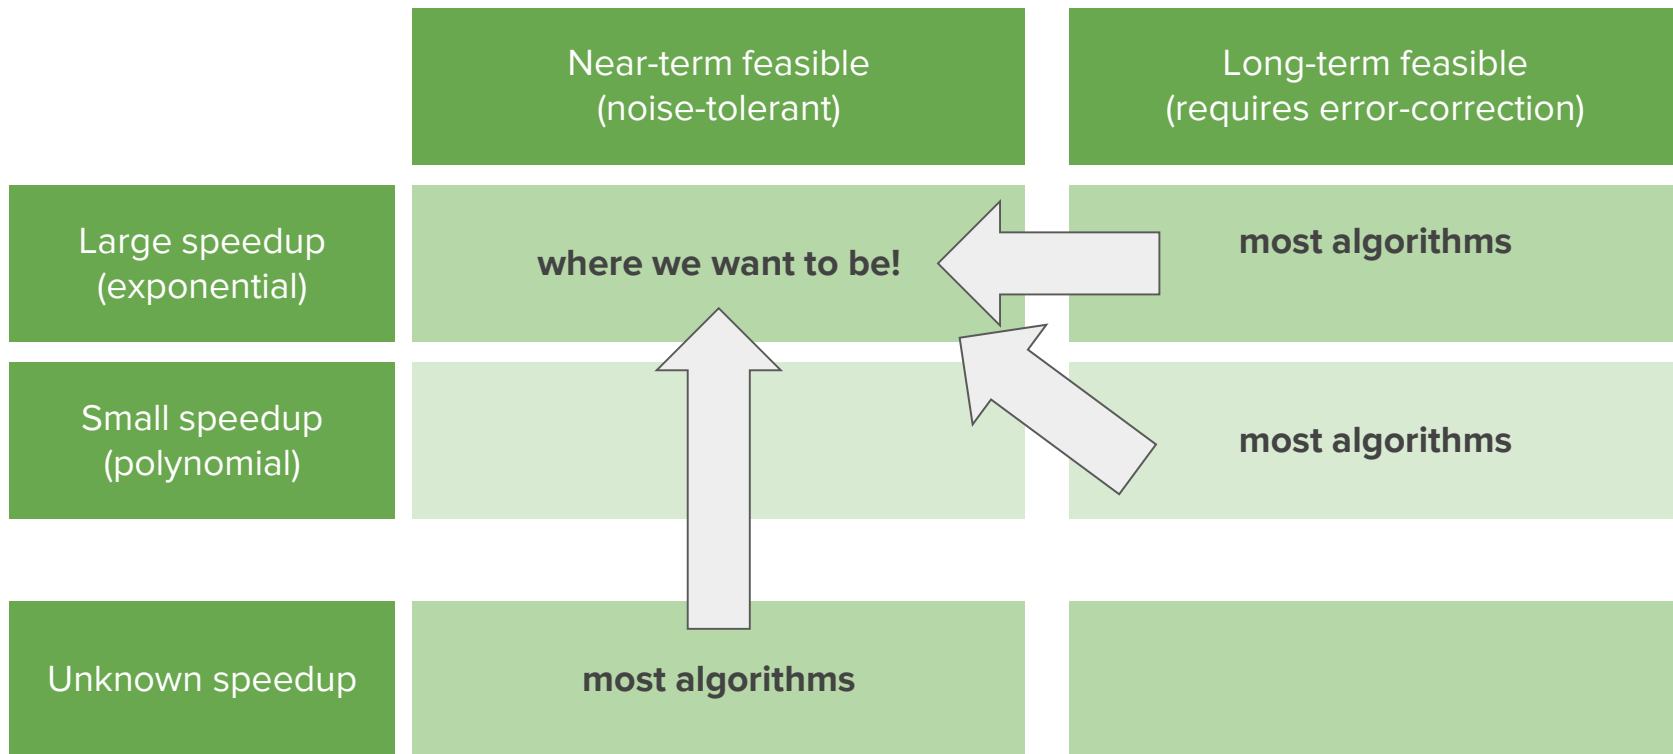 Near-term feasible
(noise-tolerant)
Long-term feasible
(requires error-correction)
Large speedup
(exponential)
where we want to be!
most algorithms
Small speedup
(polynomial)
most algorithms
Unknown speedup
most algorithms